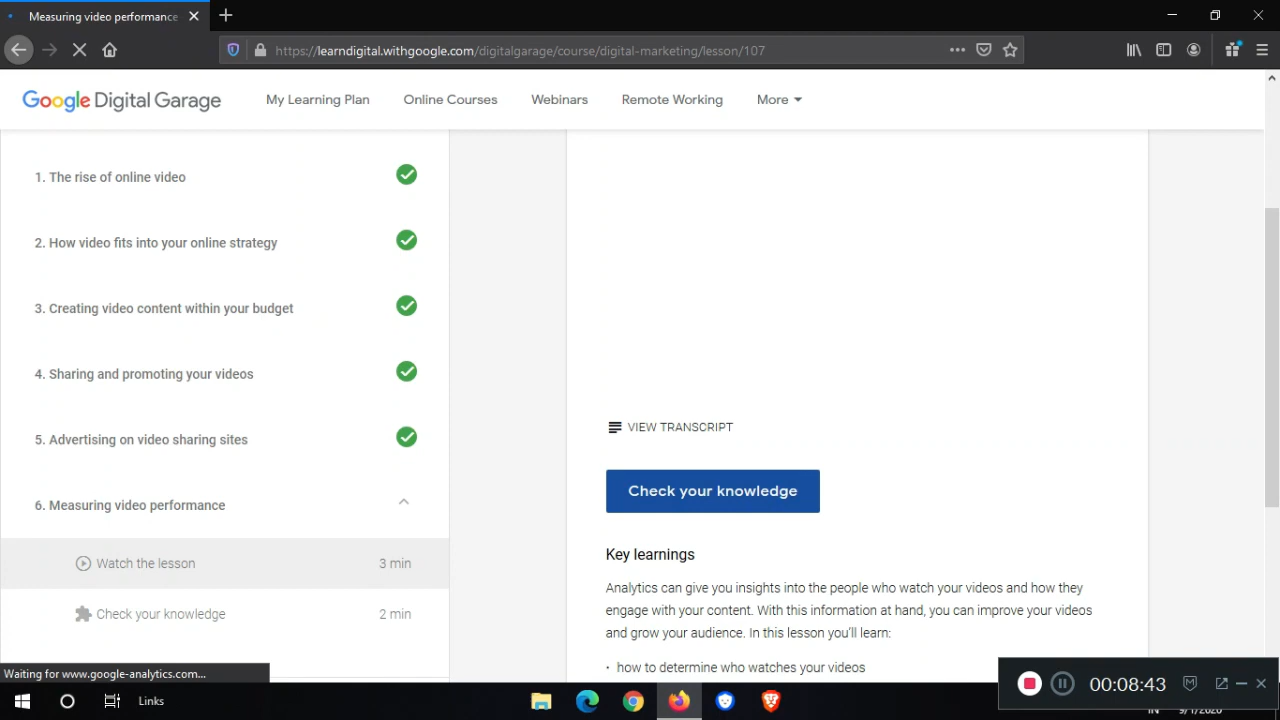 Measuring video performance
https://learndigital.withgoogle.com/digitalgarage/course/digital-marketing/lesson/107
Google Digital Garage
My Learning Plan
Online Courses
Webinars
Remote Working
More
1. The rise of online video
2. How video fits into your online strategy
3. Creating video content within your budget
4. Sharing and promoting your videos
5. Advertising on video sharing sites
6. Measuring video performance
Watch the lesson 3 min
Check your knowledge 2 min
VIEW TRANSCRIPT
Check your knowledge
Key learnings
Analytics can give you insights into the people who watch your videos and how they
engage with your content. With this information at hand, you can improve your videos
and grow your audience. In this lesson you'll learn:
· how to determine who watches your videos
Waiting for www.google-analytics.com...
Links
00:08:43
IN 9/1/2020